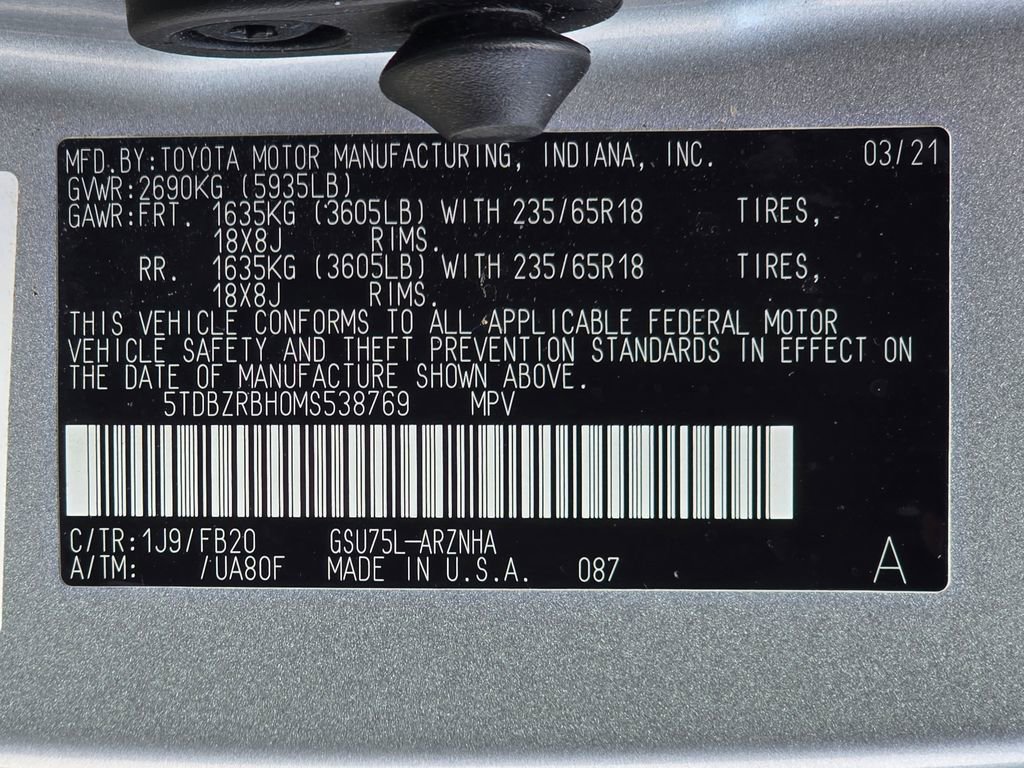 MFD. BY: TOYOTA MOTOR MANUFACTURING, INDIANA, INC. 03/21
GVWR: 2690KG (5935LB)
GAWR: FRT. 1635KG (3605LB) WITH 235/65R18 TIRES,
18X8J RIMS.
RR. 1635KG (3605LB) WITH 235/65R18 TIRES,
18X8J RIMS.
THIS VEHICLE CONFORMS TO ALL APPLICABLE FEDERAL MOTOR
VEHICLE SAFETY AND THEFT PREVENTION STANDARDS IN EFFECT ON
THE DATE OF MANUFACTURE SHOWN ABOVE.
5TDBZRBH0MS538769 MPV
C/TR: 1J9/FB20 GSU75L-ARZNHA
A/TM: /UA80F MADE IN U.S.A. 087 A